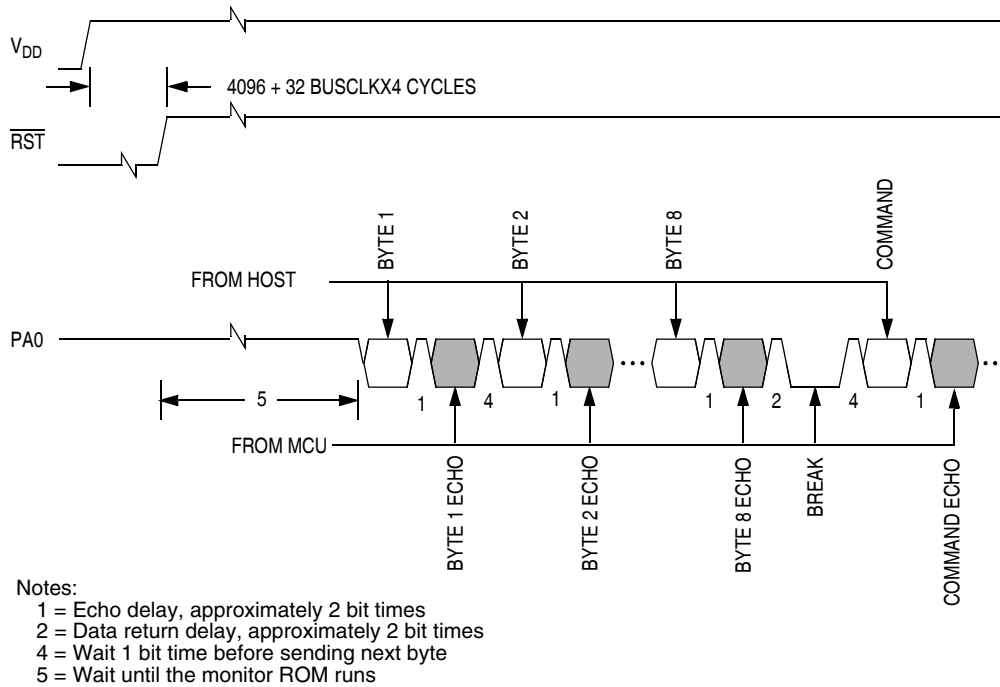 VDD
4096 + 32 BUSCLKX4 CYCLES
RST
BYTE 1
BYTE 2
BYTE 8
COMMAND
FROM HOST
PA0
5
1
4
1
1
2
4
1
FROM MCU
BYTE 1 ECHO
BYTE 2 ECHO
BYTE 8 ECHO
BREAK
COMMAND ECHO
Notes:
1 = Echo delay, approximately 2 bit times
2 = Data return delay, approximately 2 bit times
4 = Wait 1 bit time before sending next byte
5 = Wait until the monitor ROM runs